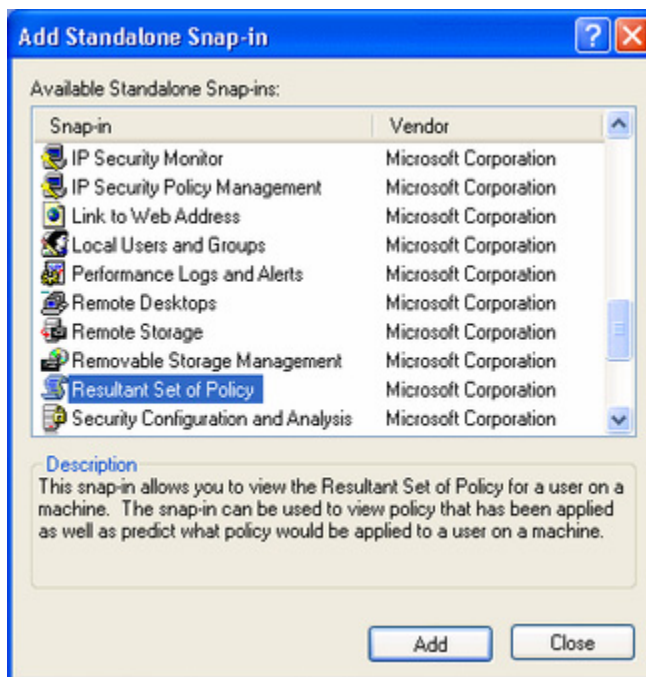 Add Standalone Snap-in
Available Standalone Snap-ins:
Snap-in Vendor
IP Security Monitor Microsoft Corporation
IP Security Policy Management Microsoft Corporation
Link to Web Address Microsoft Corporation
Local Users and Groups Microsoft Corporation
Performance Logs and Alerts Microsoft Corporation
Remote Desktops Microsoft Corporation
Remote Storage Microsoft Corporation
Removable Storage Management Microsoft Corporation
Resultant Set of Policy Microsoft Corporation
Security Configuration and Analysis Microsoft Corporation
Description
This snap-in allows you to view the Resultant Set of Policy for a user on a
machine. The snap-in can be used to view policy that has been applied
as well as predict what policy would be applied to a user on a machine.
Add Close